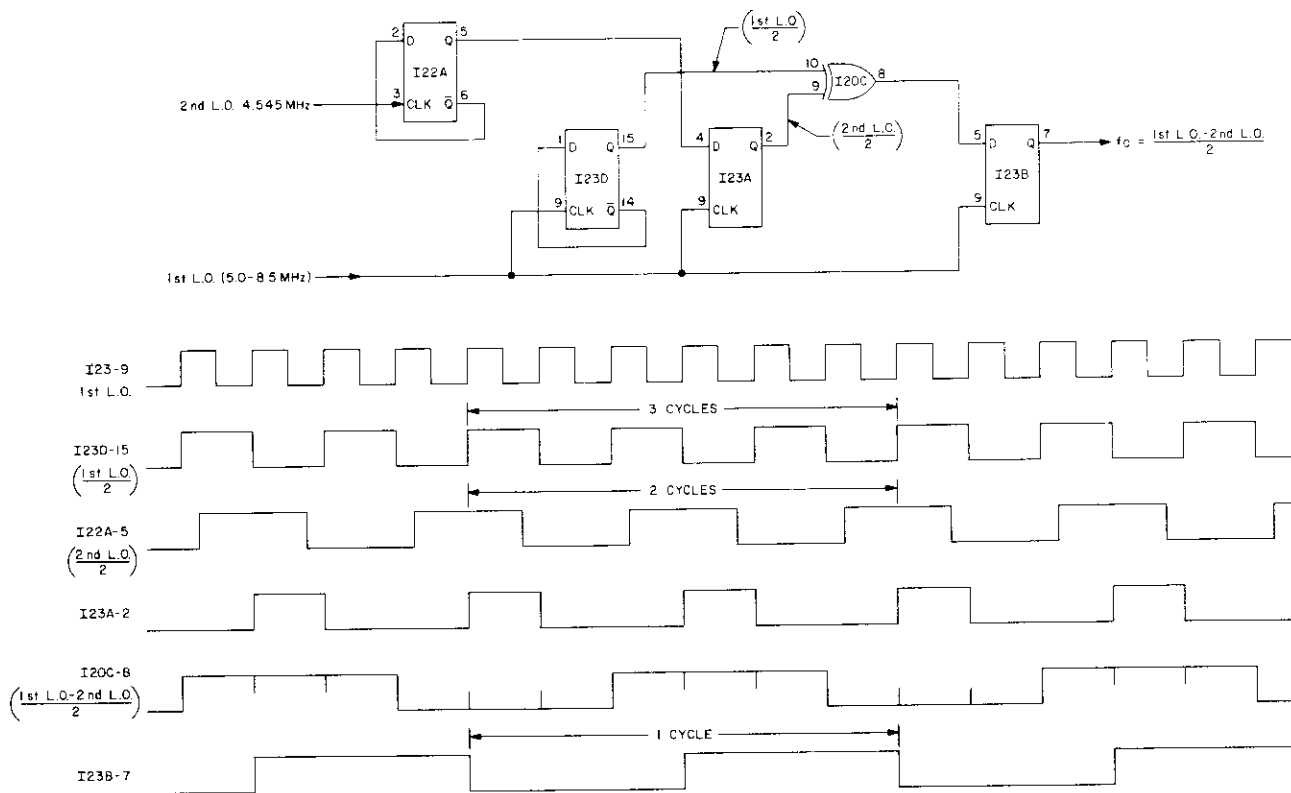 2 D Q 5
I22A
2nd L.O. 4.545 MHz
3 CLK Q̅ 6
(1st L.O./2)
10
9
I20C
8
(2nd L.O./2)
1 D Q 15
I23D
9 CLK Q̅ 14
4 D Q 2
I23A
9 CLK
5 D Q 7
I23B
9 CLK
fo = 1st L.O.-2nd L.O./2
1st L.O. (5.0-8.5 MHz)
I23-9
1st L.O.
3 CYCLES
I23D-15
(1st L.O./2)
2 CYCLES
I22A-5
(2nd L.O./2)
I23A-2
I20C-8
(1st L.O.-2nd L.O./2)
1 CYCLE
I23B-7